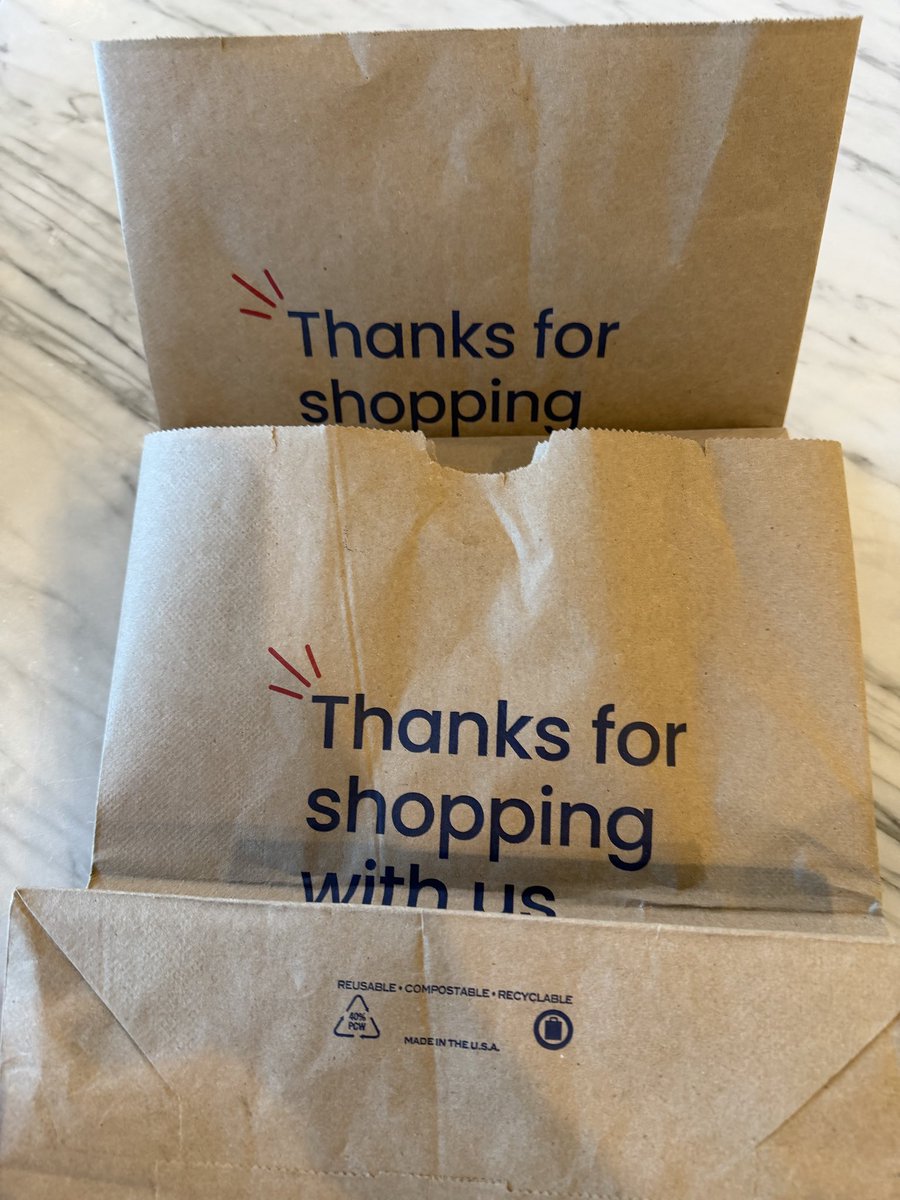 Thanks for
shopping
Thanks for
shopping
with us
REUSABLE • COMPOSTABLE • RECYCLABLE
40%
PCW
MADE IN THE U.S.A.